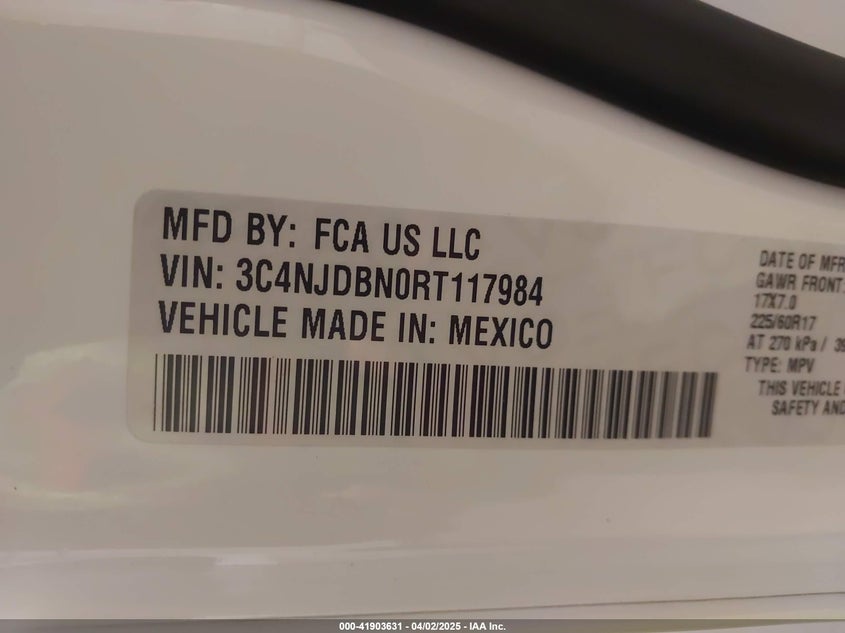 MFD BY: FCA US LLC
VIN: 3C4NJDBN0RT117984
VEHICLE MADE IN: MEXICO
DATE OF MFR
GAWR FRONT:
17X7.0
225/60R17
AT 270 kPa / 39
TYPE: MPV
THIS VEHICLE
SAFETY AND
000-41903631 - 04/02/2025 - IAA Inc.